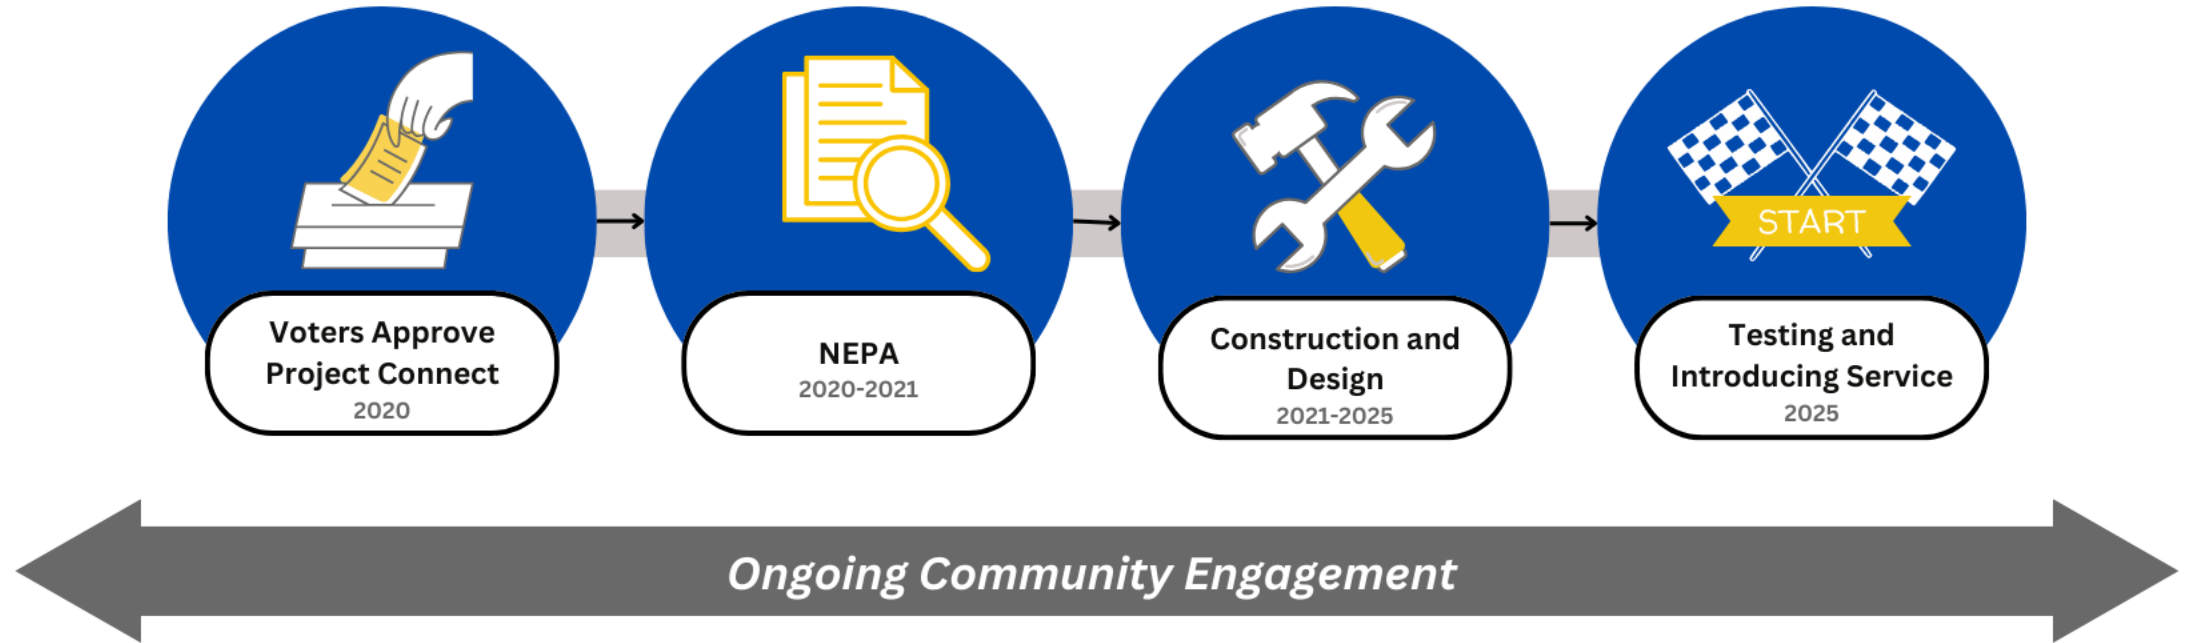 START
Voters Approve
Project Connect
2020
NEPA
2020-2021
Construction and
Design
2021-2025
Testing and
Introducing Service
2025
Ongoing Community Engagement